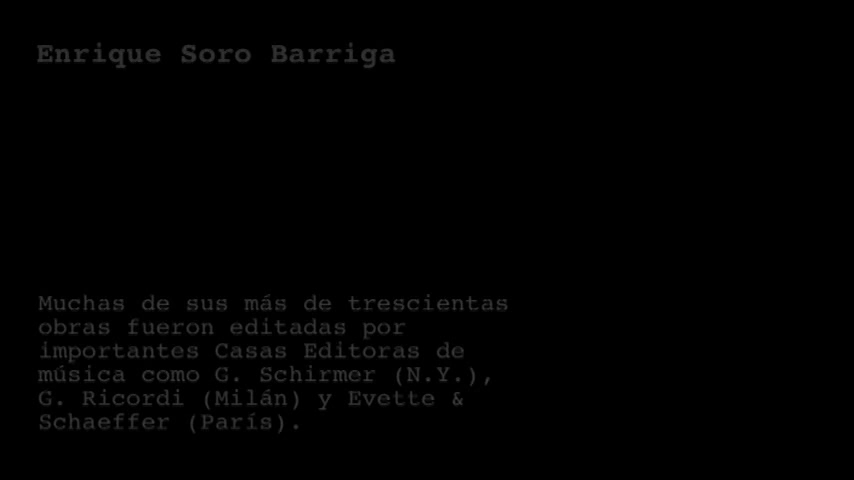 Enrique Soro Barriga
Muchas de sus más de trescientas
obras fueron editadas por
importantes Casas Editoras de
música como G. Schirmer (N.Y.),
G. Ricordi (Milán) y Evette &
Schaeffer (París).